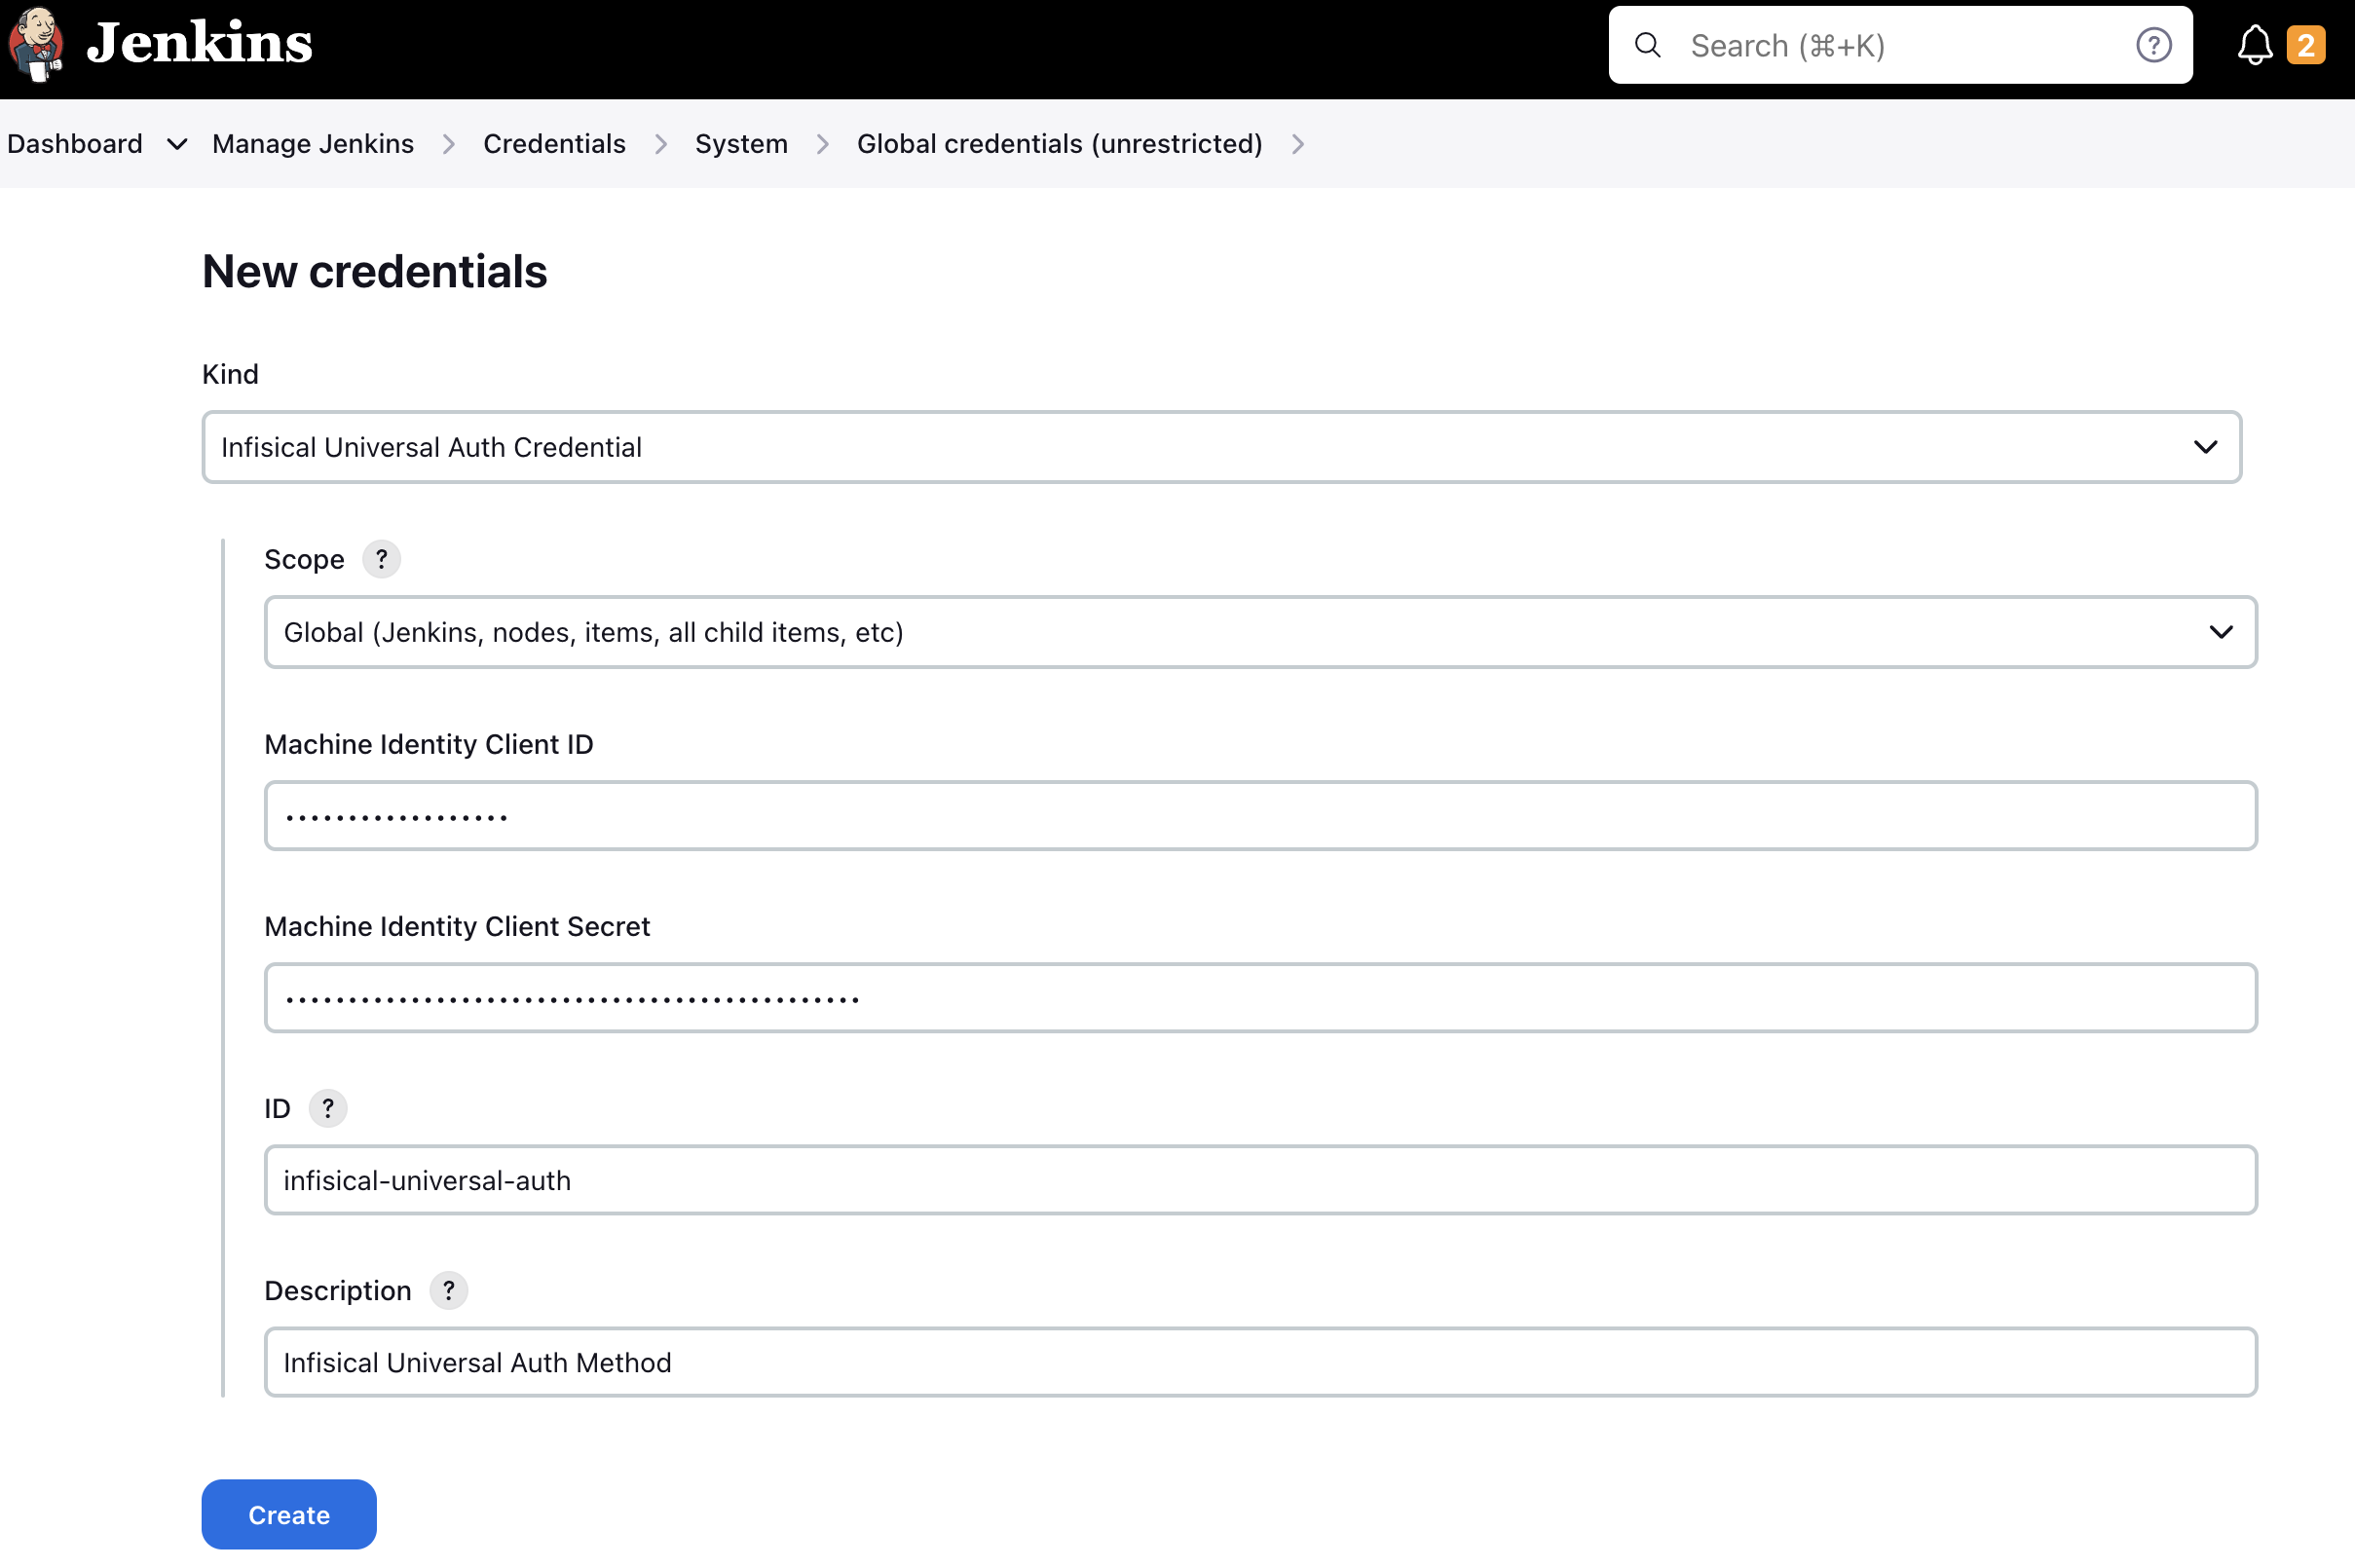 Jenkins
Search (⌘+K)
?
2
Dashboard
Manage Jenkins
Credentials
System
Global credentials (unrestricted)
New credentials
Kind
Infisical Universal Auth Credential
Scope ?
Global (Jenkins, nodes, items, all child items, etc)
Machine Identity Client ID
••••••••••••••••••
Machine Identity Client Secret
••••••••••••••••••••••••••••••••••••••••••••••
ID ?
infisical-universal-auth
Description ?
Infisical Universal Auth Method
Create